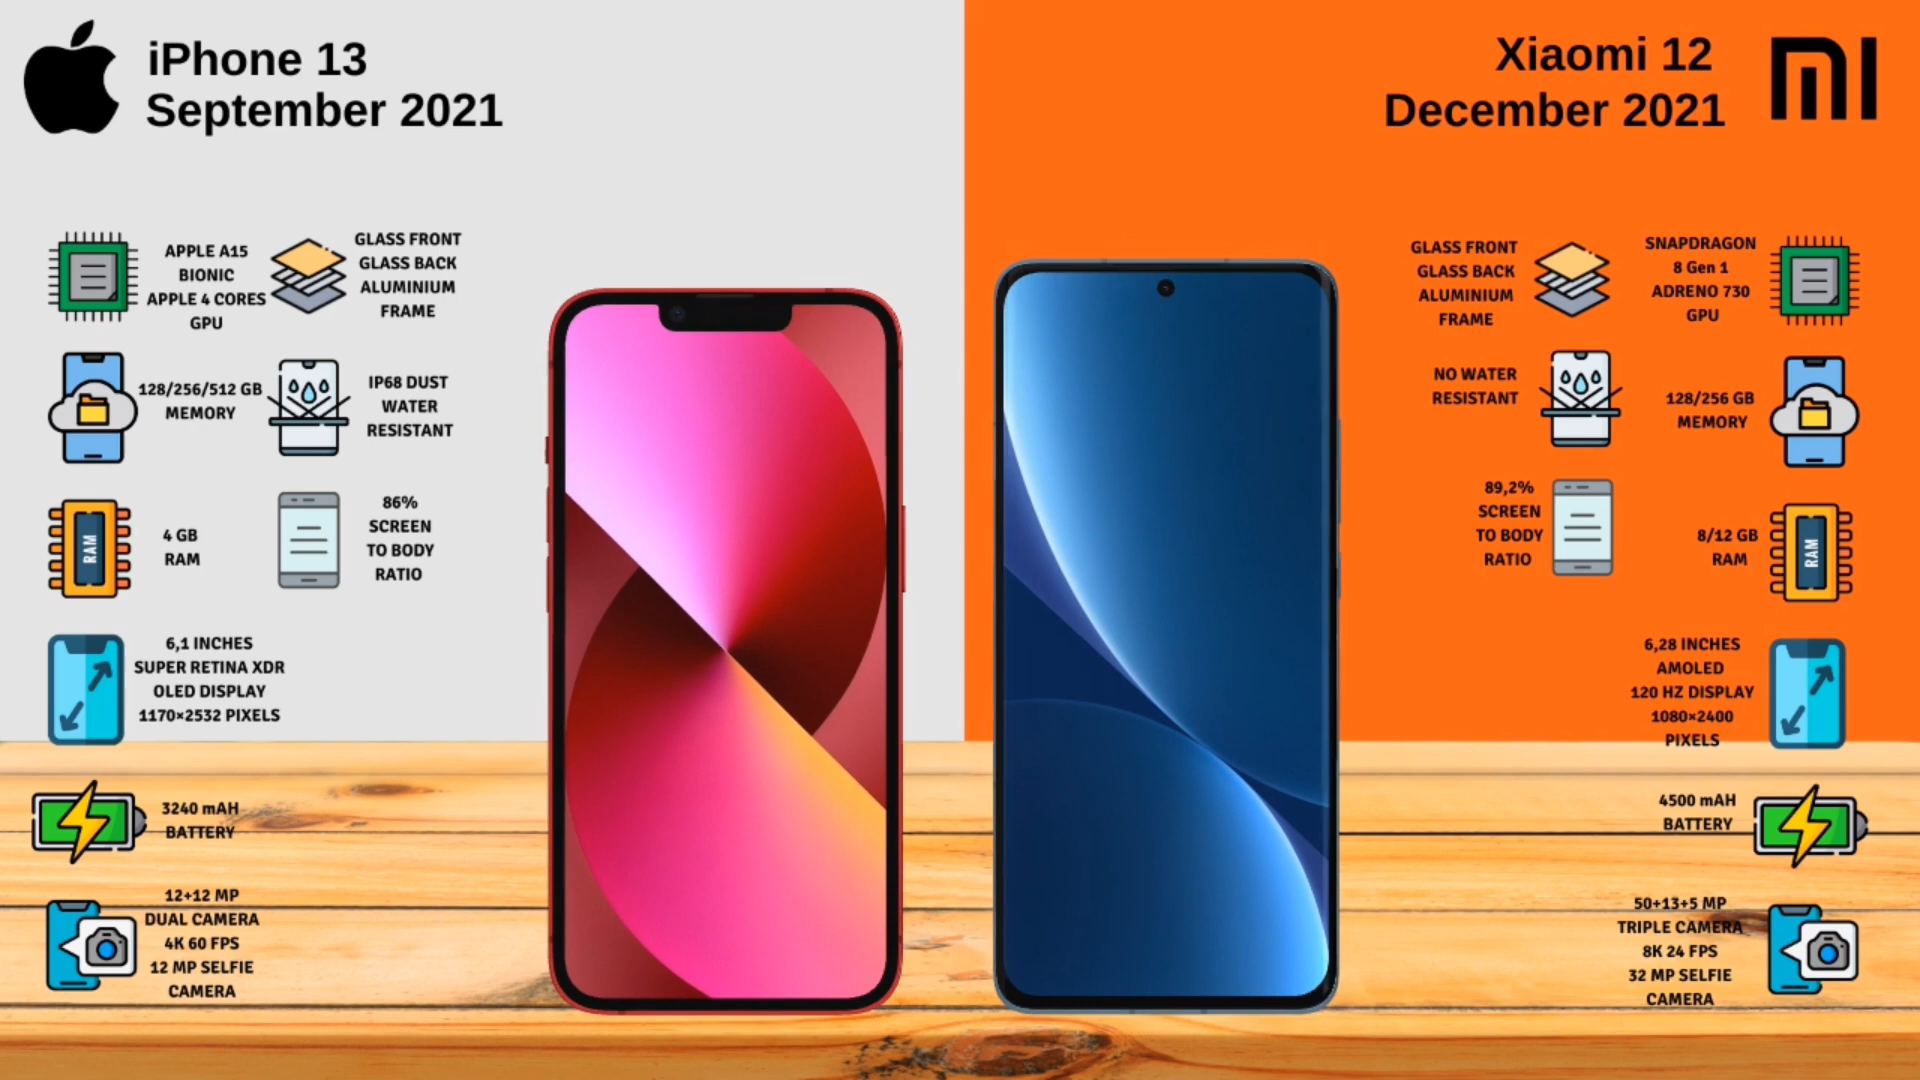 iPhone 13
September 2021
APPLE A15
BIONIC
APPLE 4 CORES
GPU
GLASS FRONT
GLASS BACK
ALUMINIUM
FRAME
128/256/512 GB
MEMORY
IP68 DUST
WATER
RESISTANT
RAM
4 GB
RAM
86%
SCREEN
TO BODY
RATIO
6,1 INCHES
SUPER RETINA XDR
OLED DISPLAY
1170×2532 PIXELS
3240 mAH
BATTERY
12+12 MP
DUAL CAMERA
4K 60 FPS
12 MP SELFIE
CAMERA
Xiaomi 12
December 2021
MI
GLASS FRONT
GLASS BACK
ALUMINIUM
FRAME
SNAPDRAGON
8 Gen 1
ADRENO 730
GPU
NO WATER
RESISTANT
128/256 GB
MEMORY
89,2%
SCREEN
TO BODY
RATIO
8/12 GB
RAM
RAM
6,28 INCHES
AMOLED
120 HZ DISPLAY
1080×2400
PIXELS
4500 mAH
BATTERY
50+13+5 MP
TRIPLE CAMERA
8K 24 FPS
32 MP SELFIE
CAMERA